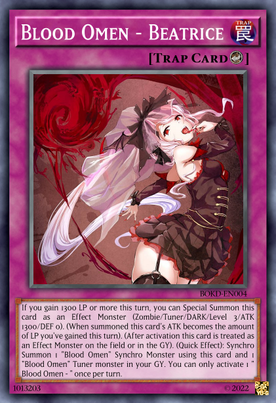 Blood Omen - Beatrice
TRAP
罠
[Trap Card]
BORD-EN004
If you gain 1300 LP or more this turn, you can Special Summon this
card as an Effect Monster (Zombie/Tuner/DARK/Level 3/ATK
1300/DEF 0). (When summoned this card's ATK becomes the amount
of LP you've gained this turn). (After activation this card is treated as
an Effect Monster on the field or in the GY). (Quick Effect): Synchro
Summon 1 "Blood Omen" Synchro Monster using this card and 1
"Blood Omen" Tuner monster in your GY. You can only activate 1 "
Blood Omen - " once per turn.
1013203
©2022